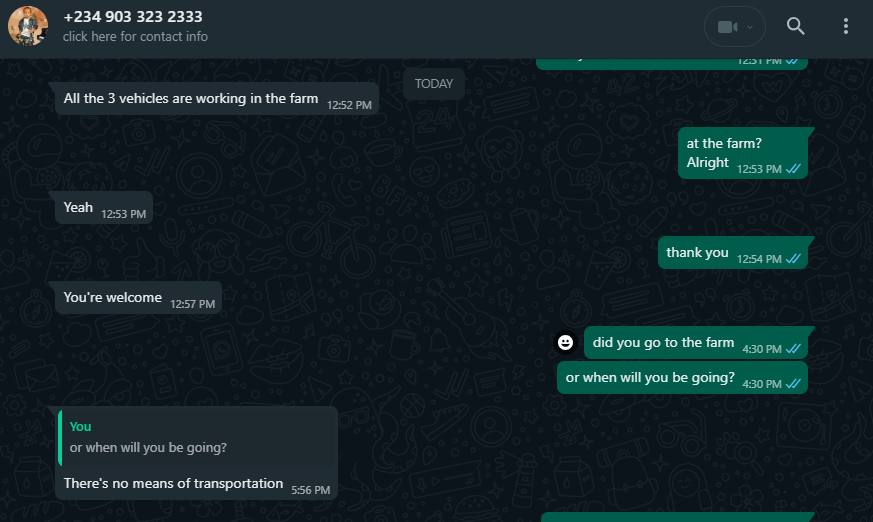 +234 903 323 2333
click here for contact info
12:51 PM
TODAY
All the 3 vehicles are working in the farm 12:52 PM
at the farm?
Alright 12:53 PM
Yeah 12:53 PM
thank you 12:54 PM
You're welcome 12:57 PM
did you go to the farm 4:30 PM
or when will you be going? 4:30 PM
You
or when will you be going?
There's no means of transportation 5:56 PM